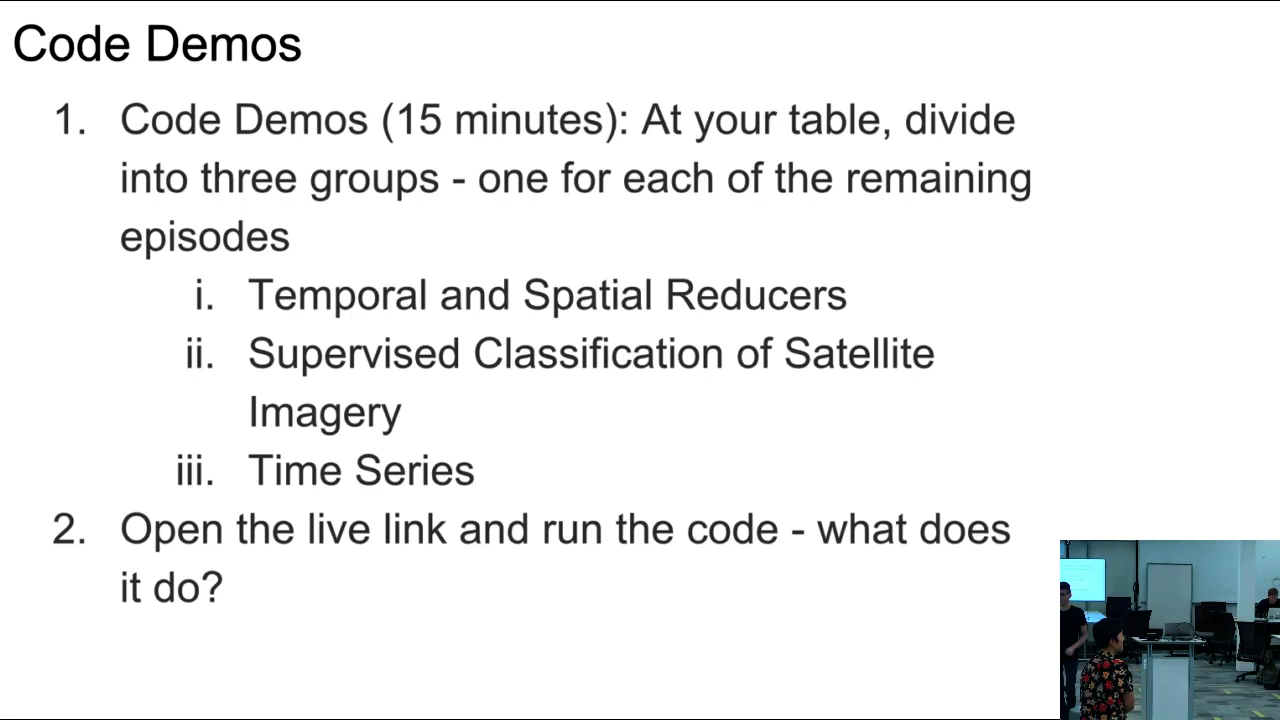 Code Demos
1. Code Demos (15 minutes): At your table, divide
into three groups - one for each of the remaining
episodes
i. Temporal and Spatial Reducers
ii. Supervised Classification of Satellite
Imagery
iii. Time Series
2. Open the live link and run the code - what does
it do?